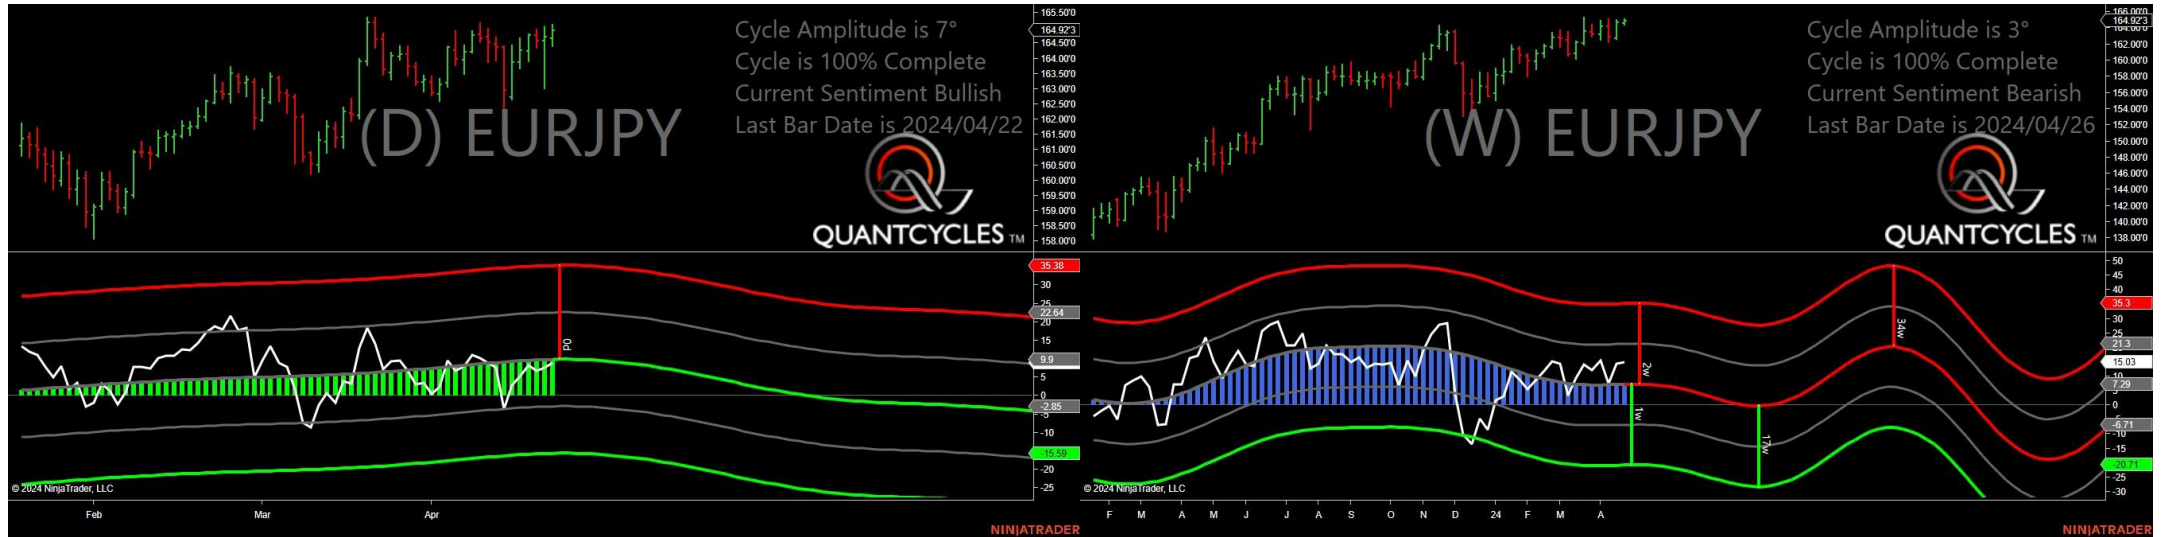 Cycle Amplitude is 7°
Cycle is 100% Complete
Current Sentiment Bullish
Last Bar Date is 2024/04/22
(D) EURJPY
QUANTCYCLES TM
165.50'0
164.92'3
164.50'0
164.00'0
163.50'0
163.00'0
162.50'0
162.00'0
161.50'0
161.00'0
160.50'0
160.00'0
159.50'0
159.00'0
158.50'0
158.00'0
35.38
30
25
22.64
20
15
9.9
5
0
-2.85
-5
-10
-15.59
-20
-25
0d
© 2024 NinjaTrader, LLC
Feb
Mar
Apr
NINJATRADER
Cycle Amplitude is 3°
Cycle is 100% Complete
Current Sentiment Bearish
Last Bar Date is 2024/04/26
(W) EURJPY
QUANTCYCLES TM
166.00'0
164.92'3
162.00'0
160.00'0
158.00'0
156.00'0
154.00'0
152.00'0
150.00'0
148.00'0
146.00'0
144.00'0
142.00'0
140.00'0
138.00'0
50
45
40
35.3
30
25
21.3
15.03
10
7.29
0
-6.71
-10
-20.71
-25
-30
2w
1w
17w
34w
© 2024 NinjaTrader, LLC
F M A M J J A S O N D 24 F M A
NINJATRADER